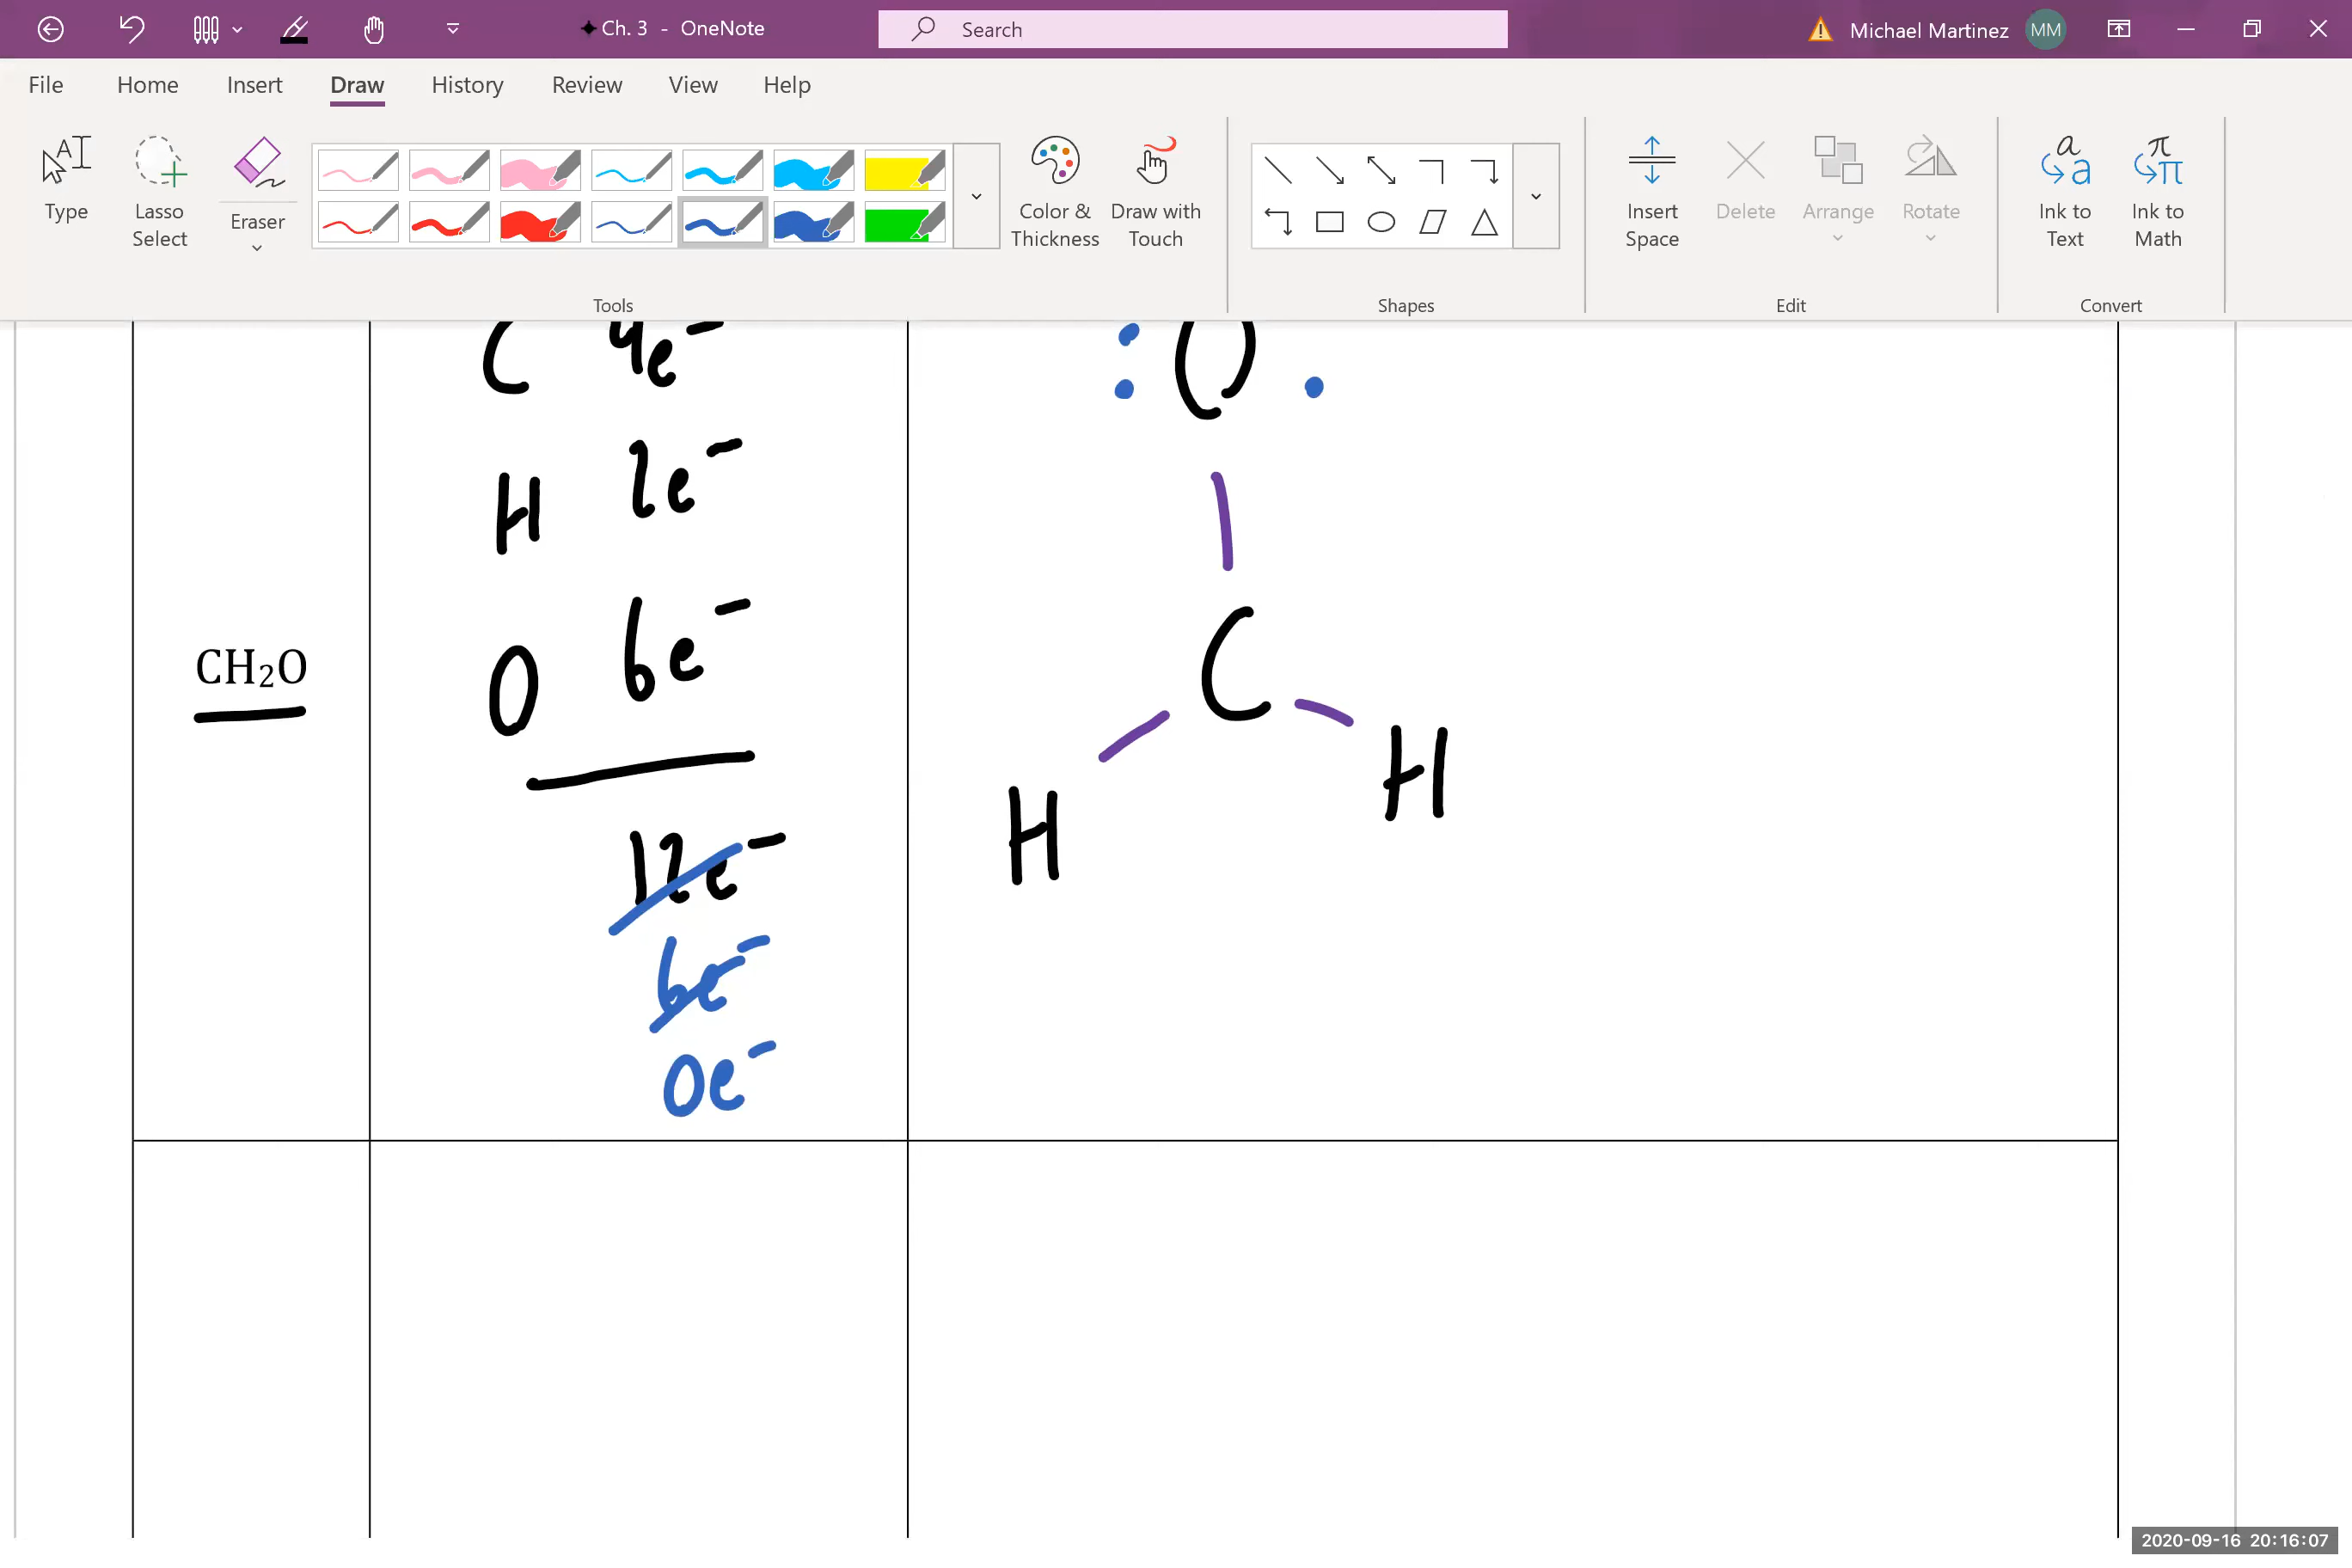 Ch. 3 - OneNote
Search
Michael Martinez
MM
File Home Insert Draw History Review View Help
Type
Lasso Select
Eraser
Color & Thickness
Draw with Touch
Insert Space
Delete
Arrange
Rotate
Ink to Text
Ink to Math
Tools
Shapes
Edit
Convert
C 4e⁻
H 2e⁻
O 6e⁻
12e⁻
6e⁻
0e⁻
CH₂O
:O.
C
H
H
2020-09-16 20:16:07